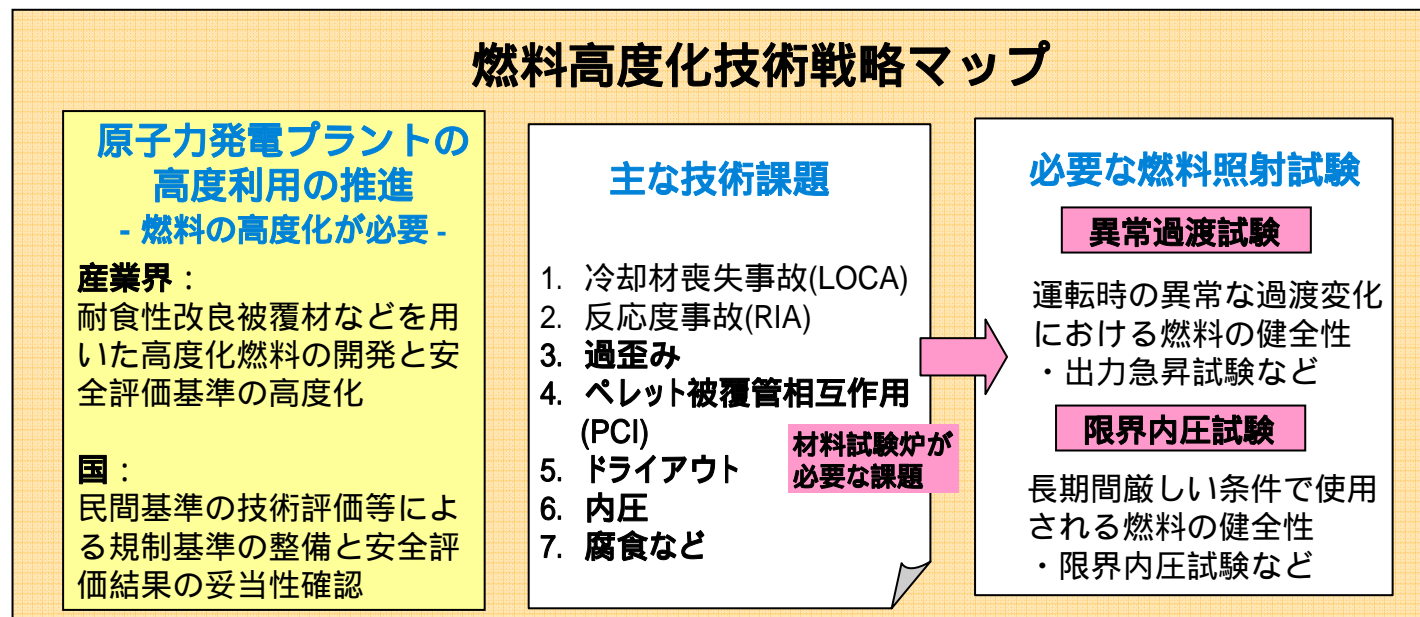 燃料高度化技術戦略マップ
原子力発電プラントの
高度利用の推進
- 燃料の高度化が必要 -
産業界：
耐食性改良被覆材などを用
いた高度化燃料の開発と安
全評価基準の高度化
国：
民間基準の技術評価等によ
る規制基準の整備と安全評
価結果の妥当性確認
主な技術課題
1. 冷却材喪失事故(LOCA)
2. 反応度事故(RIA)
3. 過歪み
4. ペレット被覆管相互作用
(PCI)
5. ドライアウト
6. 内圧
7. 腐食など
材料試験炉が
必要な課題
必要な燃料照射試験
異常過渡試験
運転時の異常な過渡変化
における燃料の健全性
・出力急昇試験など
限界内圧試験
長期間厳しい条件で使用
される燃料の健全性
・限界内圧試験など